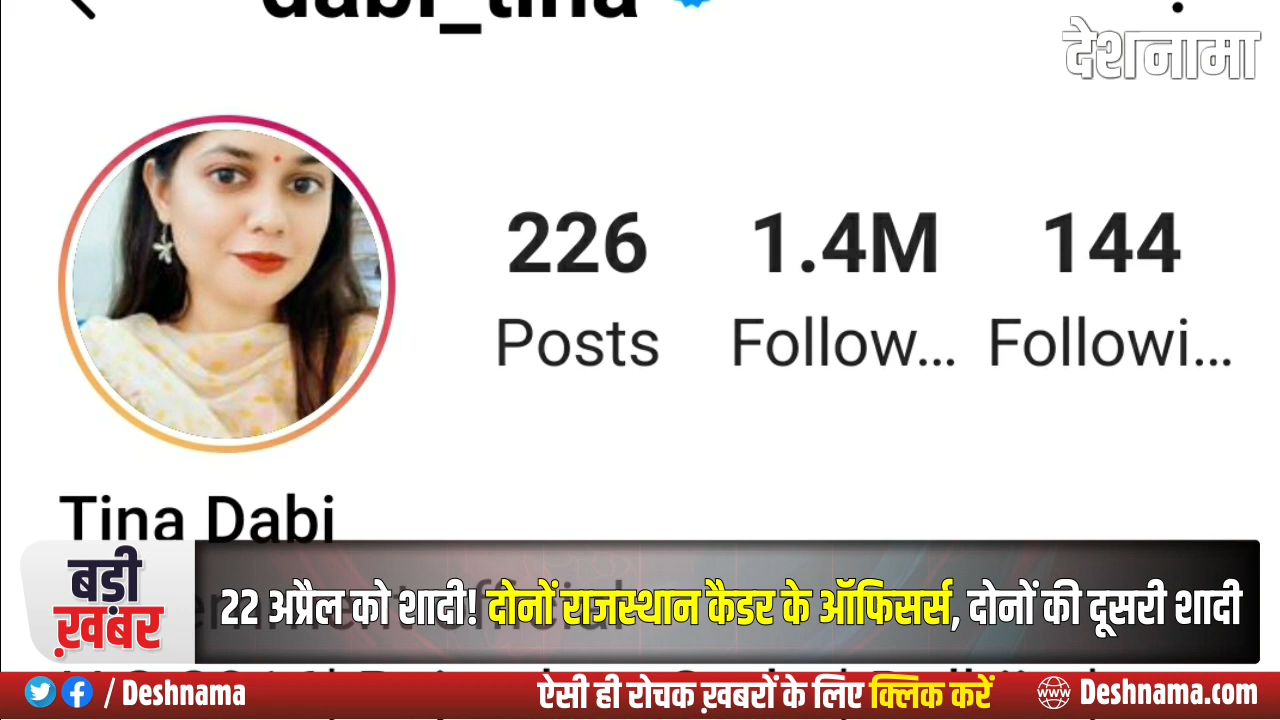 dabi_tina
देशनामा
226 1.4M 144
Posts Follow... Followi...
Tina Dabi
बड़ी
ख़बर
22 अप्रैल को शादी! दोनों राजस्थान कैडर के ऑफिसर्स, दोनों की दूसरी शादी
/ Deshnama
ऐसी ही रोचक ख़बरों के लिए क्लिक करें
Deshnama.com